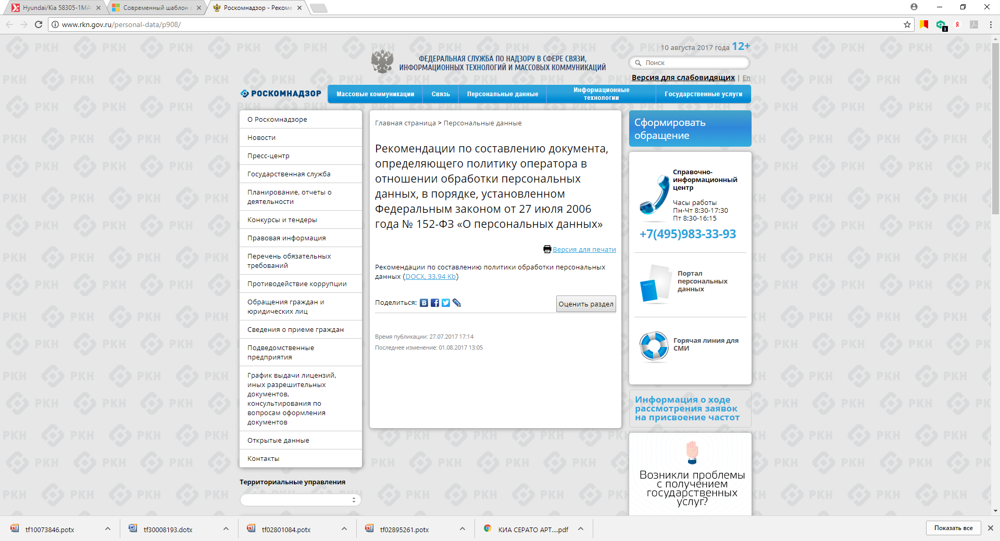 Hyundai/Kia 58305-1MA
Современный шаблон
Роскомнадзор - Рекоме
www.rkn.gov.ru/personal-data/p908/
3
Я
10 августа 2017 года 12+
ФЕДЕРАЛЬНАЯ СЛУЖБА ПО НАДЗОРУ В СФЕРЕ СВЯЗИ,
ИНФОРМАЦИОННЫХ ТЕХНОЛОГИЙ И МАССОВЫХ КОММУНИКАЦИЙ
Поиск
Версия для слабовидящих | En
РОСКОМНАДЗОР
Массовые коммуникации
Связь
Персональные данные
Информационные
технологии
Государственные услуги
О Роскомнадзоре
Новости
Пресс-центр
Государственная служба
Планирование, отчеты о
деятельности
Конкурсы и тендеры
Правовая информация
Перечень обязательных
требований
Противодействие коррупции
Обращения граждан и
юридических лиц
Сведения о приеме граждан
Подведомственные
предприятия
График выдачи лицензий,
иных разрешительных
документов,
консультирования по
вопросам оформления
документов
Открытые данные
Контакты
Территориальные управления
Главная страница > Персональные данные
Рекомендации по составлению документа,
определяющего политику оператора в
отношении обработки персональных
данных, в порядке, установленном
Федеральным законом от 27 июля 2006
года № 152-ФЗ «О персональных данных»
Версия для печати
Рекомендации по составлению политики обработки персональных
данных (DOCX, 33.94 Kb)
Поделиться:
Оценить раздел
Время публикации: 27.07.2017 17:14
Последнее изменение: 01.08.2017 13:05
Сформировать
обращение
Справочно-
информационный
центр
Часы работы
Пн-Чт 8:30-17:30
Пт 8:30-16:15
+7(495)983-33-93
Портал
персональных
данных
Горячая линия для
СМИ
Информация о ходе
рассмотрения заявок
на присвоение частот
Возникли проблемы
с получением
государственных
услуг?
tf10073846.potx
tf30008193.dotx
tf02801084.potx
tf02895261.potx
КИА СЕРАТО АРТ....pdf
Показать все